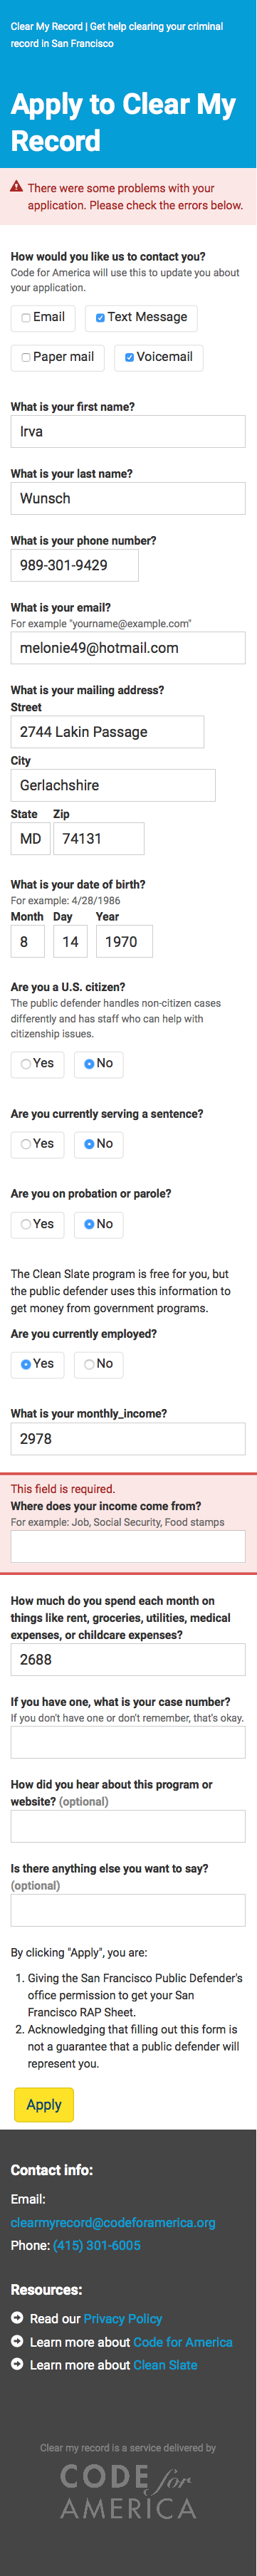 Clear My Record | Get help clearing your criminal
record in San Francisco
Apply to Clear My
Record
There were some problems with your
application. Please check the errors below.
How would you like us to contact you?
Code for America will use this to update you about
your application.
Email
Text Message
Paper mail
Voicemail
What is your first name?
Irva
What is your last name?
Wunsch
What is your phone number?
989-301-9429
What is your email?
For example "yourname@example.com"
melonie49@hotmail.com
What is your mailing address?
Street
2744 Lakin Passage
City
Gerlachshire
State Zip
MD 74131
What is your date of birth?
For example: 4/28/1986
Month Day Year
8 14 1970
Are you a U.S. citizen?
The public defender handles non-citizen cases
differently and has staff who can help with
citizenship issues.
Yes No
Are you currently serving a sentence?
Yes No
Are you on probation or parole?
Yes No
The Clean Slate program is free for you, but
the public defender uses this information to
get money from government programs.
Are you currently employed?
Yes No
What is your monthly_income?
2978
This field is required.
Where does your income come from?
For example: Job, Social Security, Food stamps
How much do you spend each month on
things like rent, groceries, utilities, medical
expenses, or childcare expenses?
2688
If you have one, what is your case number?
If you don't have one or don't remember, that's okay.
How did you hear about this program or
website? (optional)
Is there anything else you want to say?
(optional)
By clicking "Apply", you are:
1. Giving the San Francisco Public Defender's
office permission to get your San
Francisco RAP Sheet.
2. Acknowledging that filling out this form is
not a guarantee that a public defender will
represent you.
Apply
Contact info:
Email:
clearmyrecord@codeforamerica.org
Phone: (415) 301-6005
Resources:
Read our Privacy Policy
Learn more about Code for America
Learn more about Clean Slate
Clear my record is a service delivered by
CODE for
AMERICA